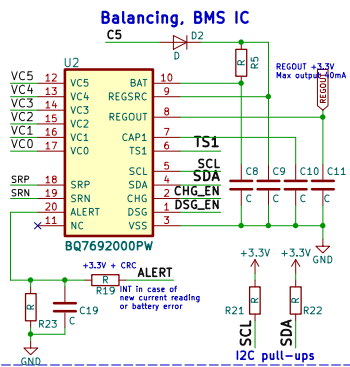 Balancing, BMS IC
C5
D2
D
R
R5
REGOUT +3.3V
Max output 40mA
REGOUT
U2
VC5 12 VC5 BAT 10
VC4 13 VC4 REGSRC 9
VC3 14 VC3
VC2 15 VC2 REGOUT 8
VC1 16 VC1
VC0 17 VC0 CAP1 7
TS1 6 TS1
SCL 5 SCL
SRP 18 SRP SDA 4 SDA
SRN 19 SRN CHG 2 CHG_EN
20 ALERT DSG 1 DSG_EN
11 NC VSS 3
BQ7692000PW
C8 C9 C10 C11
C C C C
GND
+3.3V + CRC
R
R19
ALERT
INT in case of
new current reading
or battery error
R
R23
C19
C
GND
+3.3V +3.3V
R21 R R R22
SCL SDA
I2C pull-ups